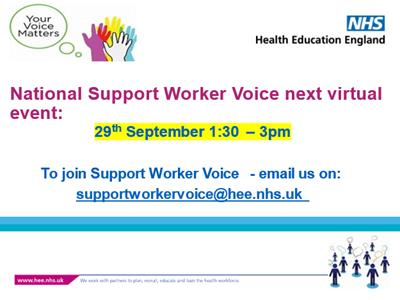 Your
Voice
Matters
NHS
Health Education England
National Support Worker Voice next virtual
event:
29th September 1:30 – 3pm
To join Support Worker Voice - email us on:
supportworkervoice@hee.nhs.uk
www.hee.nhs.uk We work with partners to plan, recruit, educate and train the health workforce.